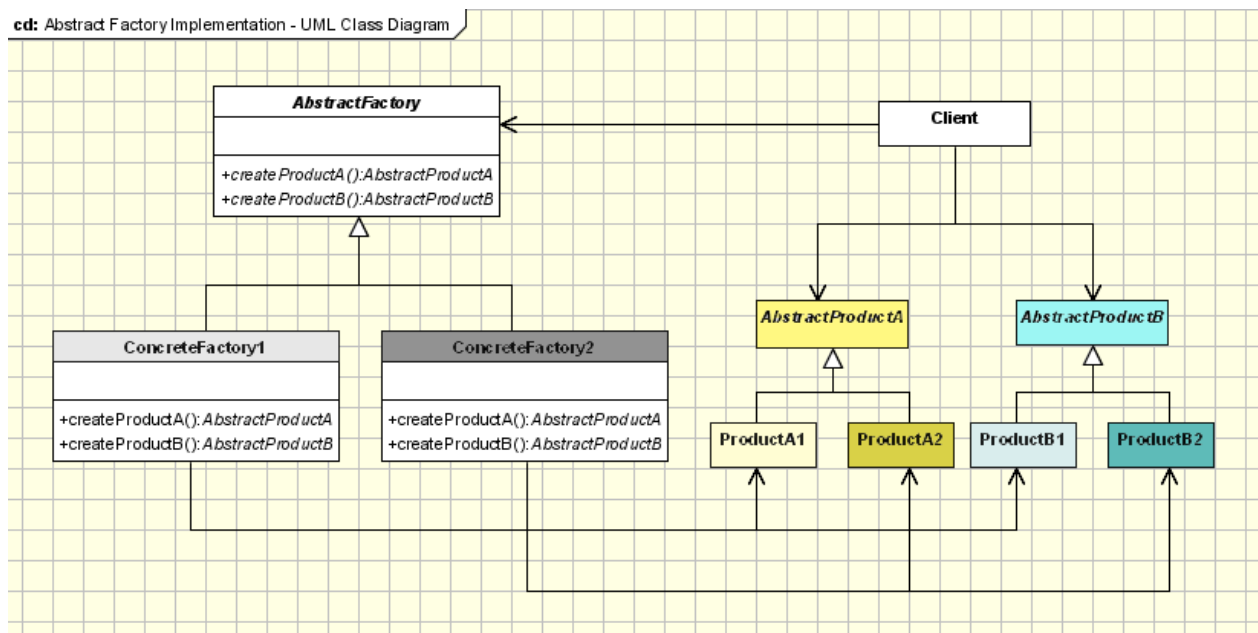 cd: Abstract Factory Implementation - UML Class Diagram
AbstractFactory
+createProductA():AbstractProductA
+createProductB():AbstractProductB
Client
AbstractProductA
AbstractProductB
ConcreteFactory1
+createProductA():AbstractProductA
+createProductB():AbstractProductB
ConcreteFactory2
+createProductA():AbstractProductA
+createProductB():AbstractProductB
ProductA1
ProductA2
ProductB1
ProductB2